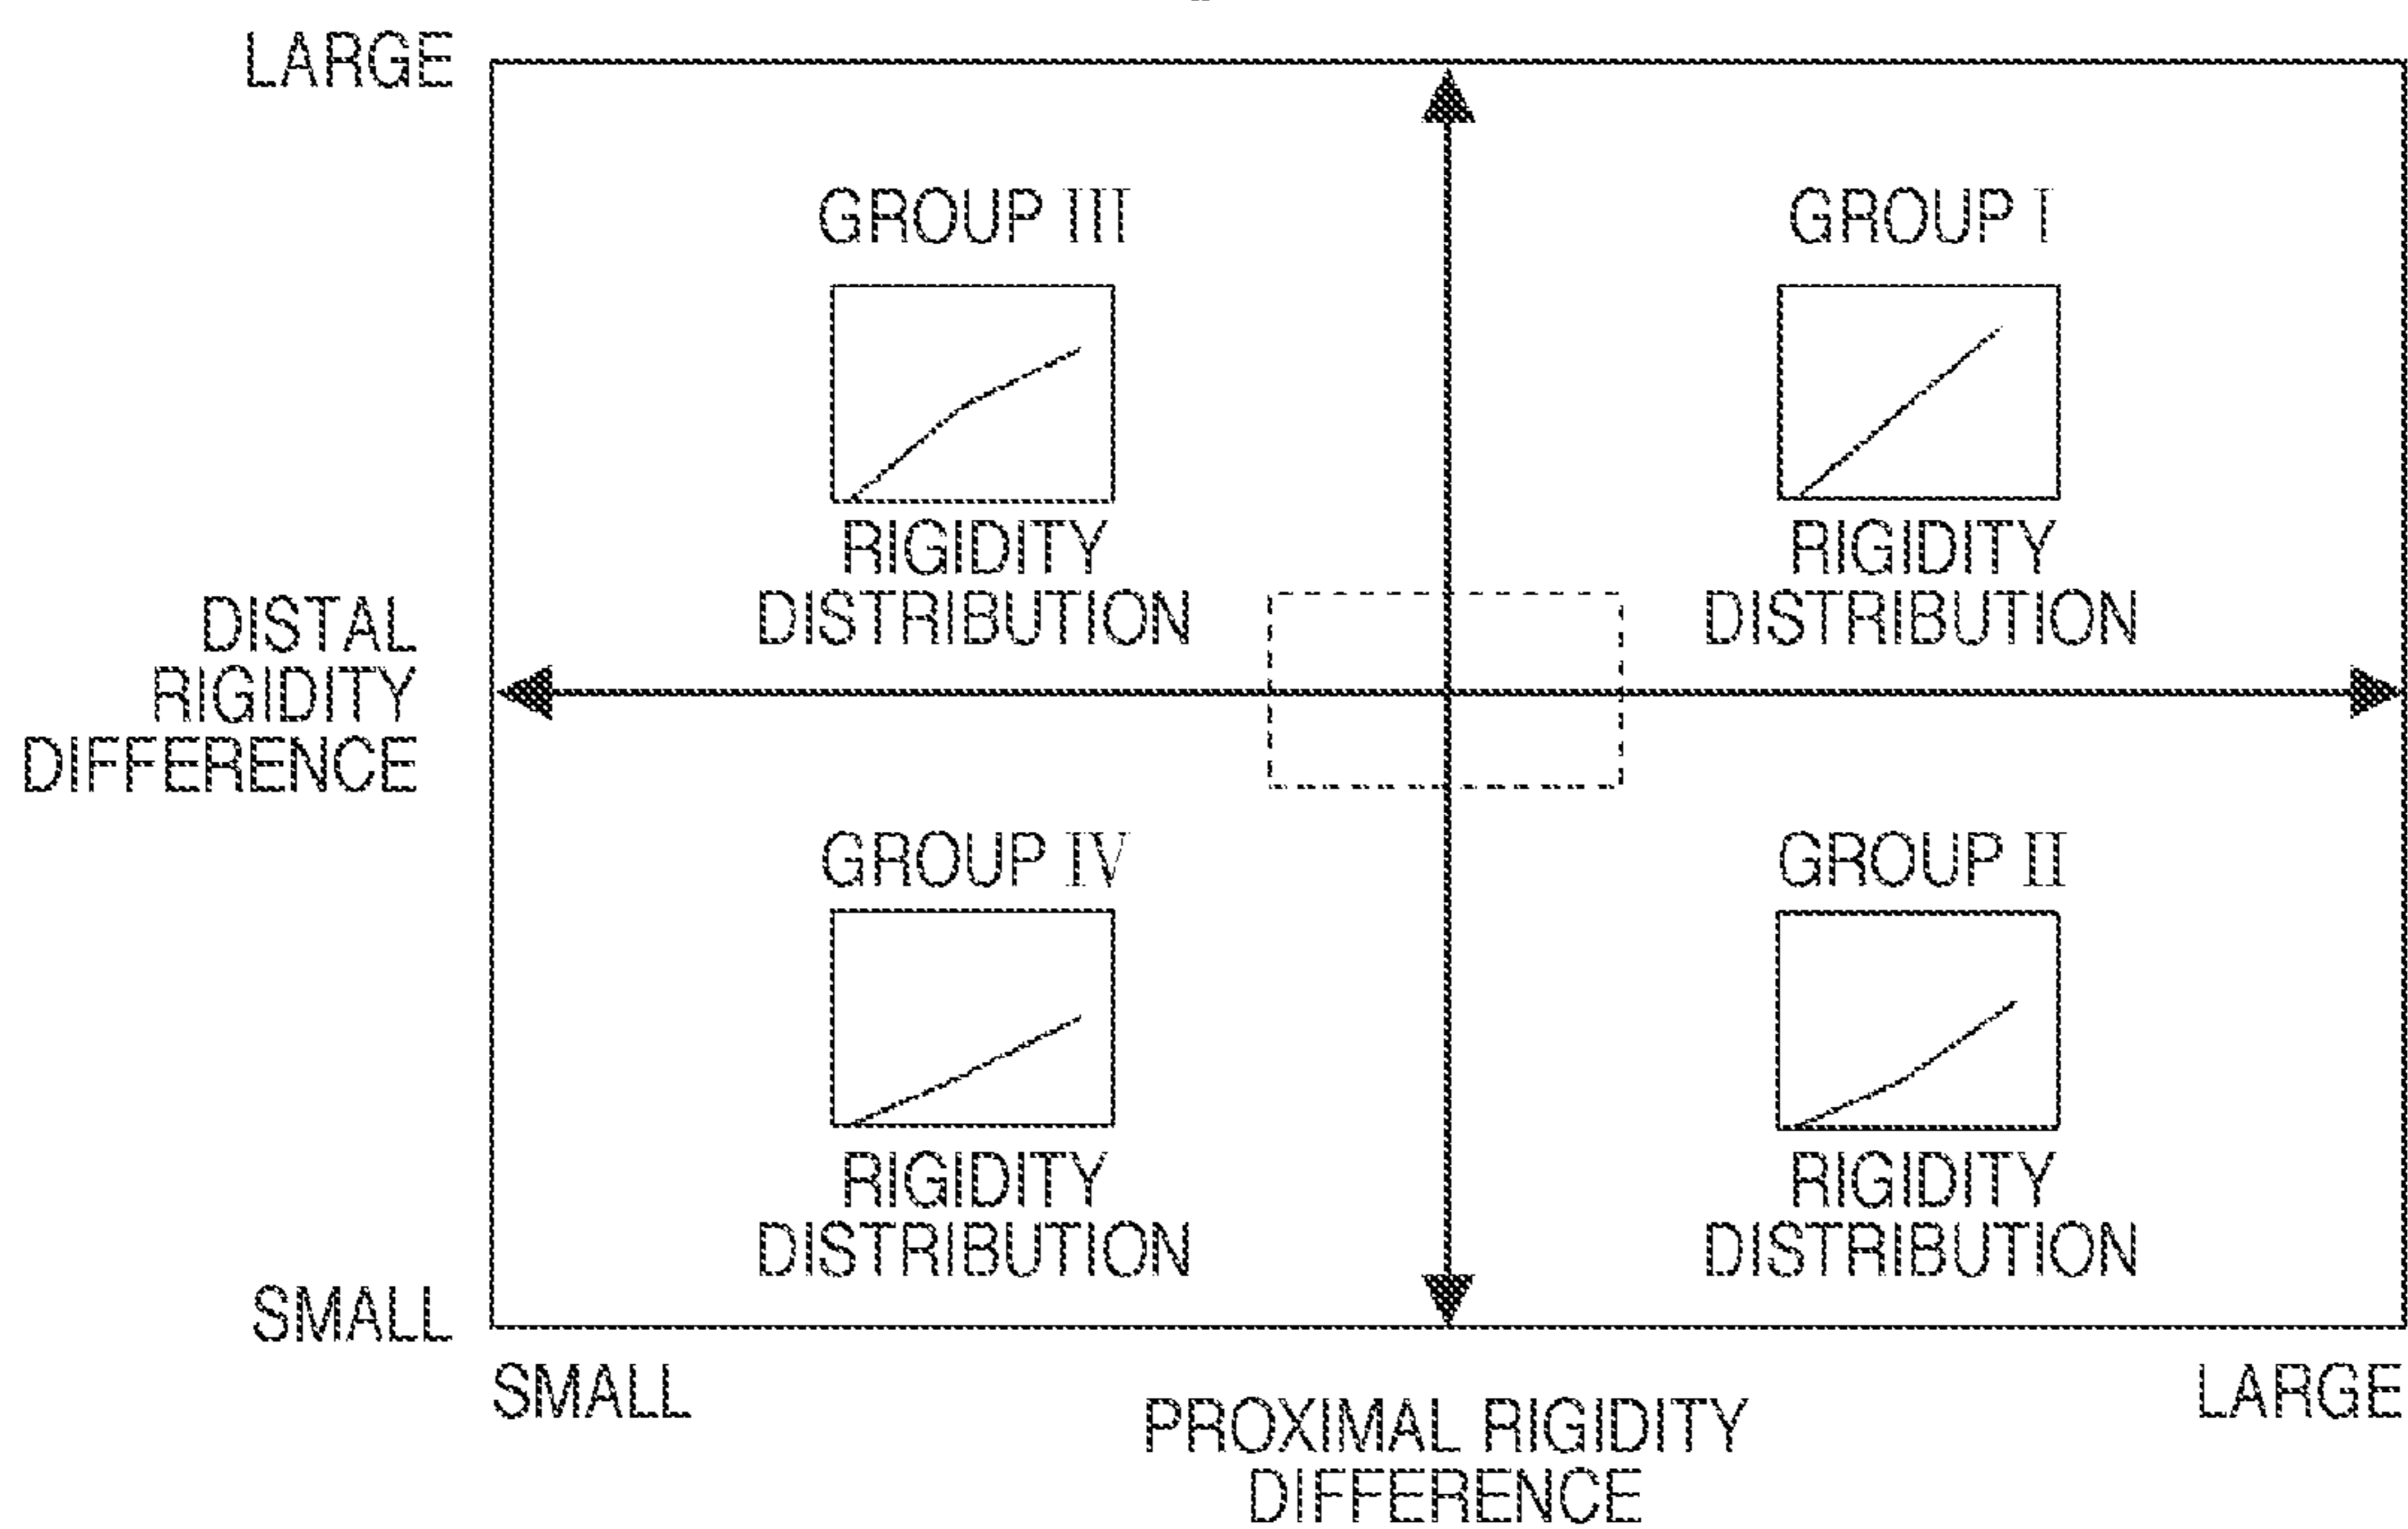 LARGE
GROUP III
GROUP I
RIGIDITY
DISTRIBUTION
RIGIDITY
DISTRIBUTION
DISTAL
RIGIDITY
DIFFERENCE
GROUP IV
GROUP II
RIGIDITY
DISTRIBUTION
RIGIDITY
DISTRIBUTION
SMALL
SMALL
LARGE
PROXIMAL RIGIDITY
DIFFERENCE